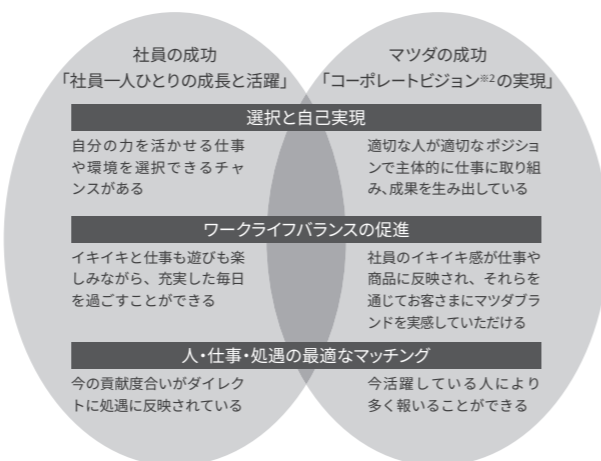 社員の成功
「社員一人ひとりの成長と活躍」
マツダの成功
「コーポレートビジョン※2の実現」
選択と自己実現
自分の力を活かせる仕事
や環境を選択できるチャ
ンスがある
適切な人が適切なポジショ
ンで主体的に仕事に取り組
み、成果を生み出している
ワークライフバランスの促進
イキイキと仕事も遊びも楽
しみながら、充実した毎日
を過ごすことができる
社員のイキイキ感が仕事や
商品に反映され、それらを
通じてお客さまにマツダブラ
ンドを実感していただける
人・仕事・処遇の最適なマッチング
今の貢献度合いがダイレク
トに処遇に反映されている
今活躍している人により
多く報いることができる